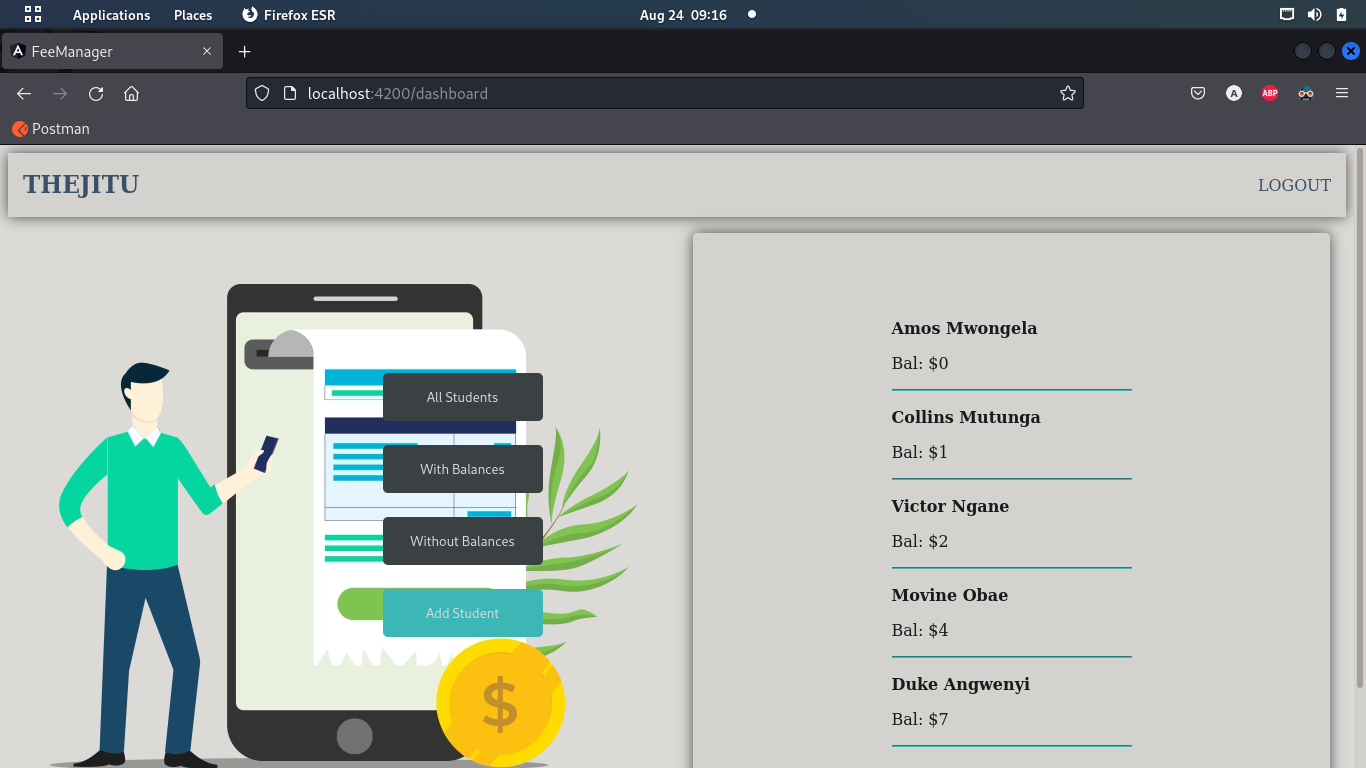 Applications Places Firefox ESR Aug 24 09:16
FeeManager
localhost:4200/dashboard
A ABP
Postman
THEJITU LOGOUT
All Students
With Balances
Without Balances
Add Student
$
Amos Mwongela
Bal: $0
Collins Mutunga
Bal: $1
Victor Ngane
Bal: $2
Movine Obae
Bal: $4
Duke Angwenyi
Bal: $7